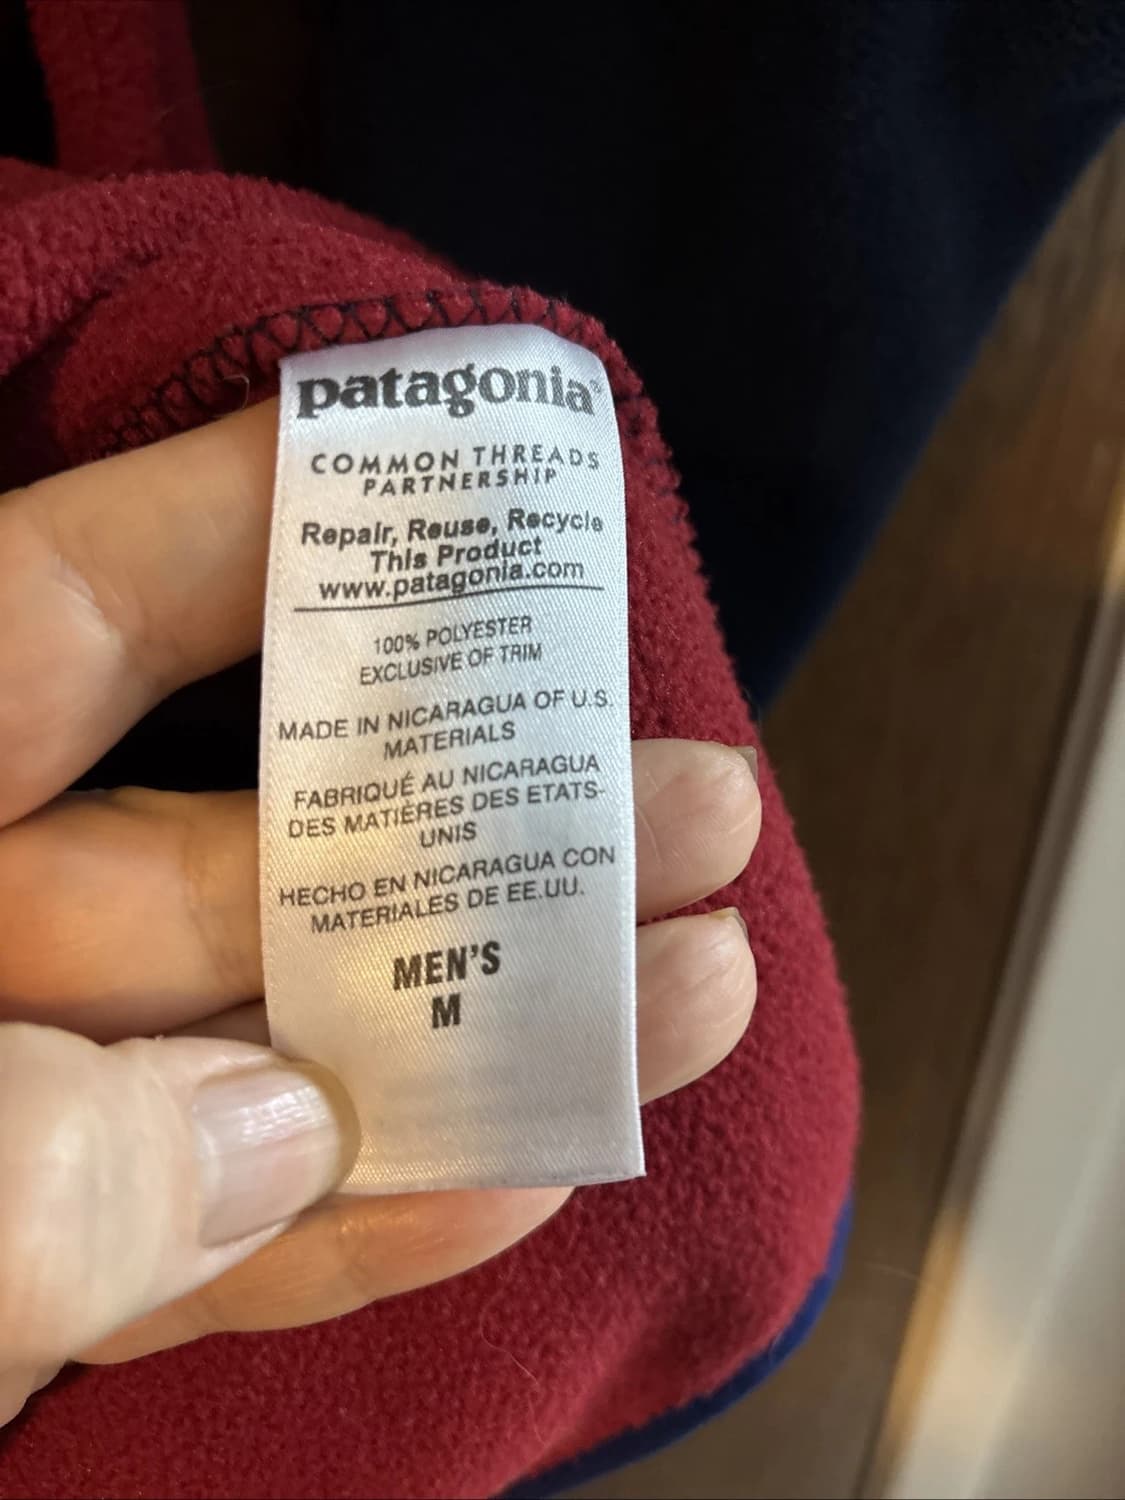 patagonia®
COMMON THREADS
PARTNERSHIP
Repair, Reuse, Recycle
This Product
www.patagonia.com
100% POLYESTER
EXCLUSIVE OF TRIM
MADE IN NICARAGUA OF U.S.
MATERIALS
FABRIQUÉ AU NICARAGUA
DES MATIÈRES DES ETATS-
UNIS
HECHO EN NICARAGUA CON
MATERIALES DE EE.UU.
MEN'S
M